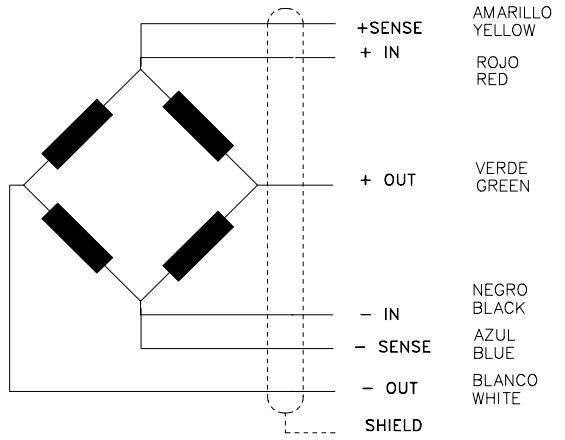 +SENSE AMARILLO
YELLOW
+ IN ROJO
RED
+ OUT VERDE
GREEN
− IN NEGRO
BLACK
− SENSE AZUL
BLUE
− OUT BLANCO
WHITE
SHIELD